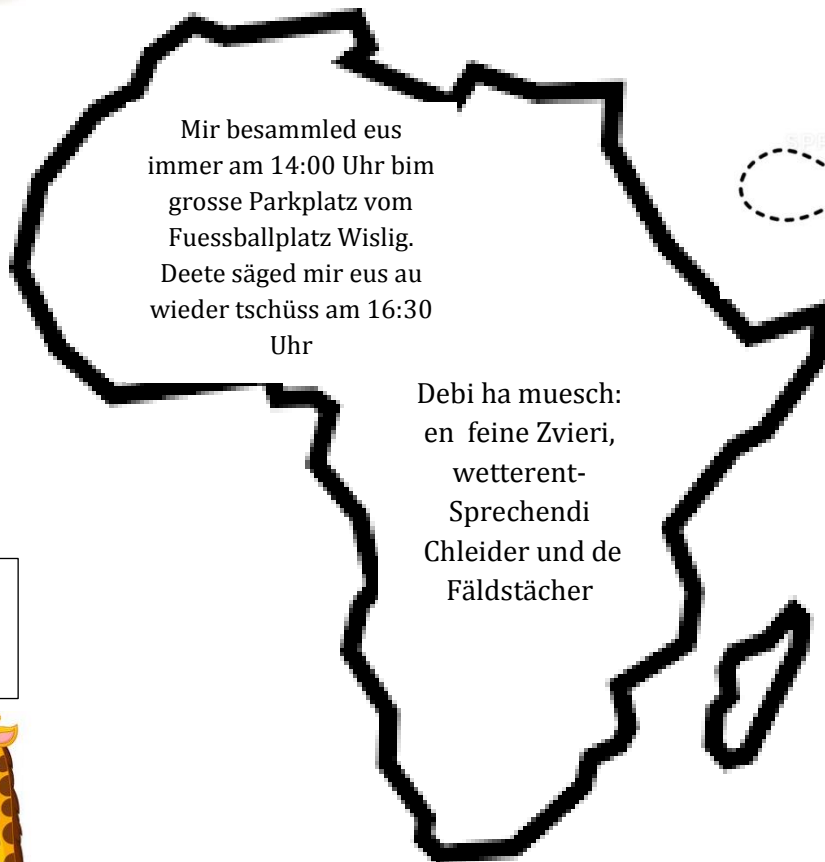 Mir besammled eus
immer am 14:00 Uhr bim
grosse Parkplatz vom
Fuessballplatz Wislig.
Deete säged mir eus au
wieder tschüss am 16:30
Uhr
Debi ha muesch:
en  feine Zvieri,
wetterent-
Sprechendi
Chleider und de
Fäldstächer